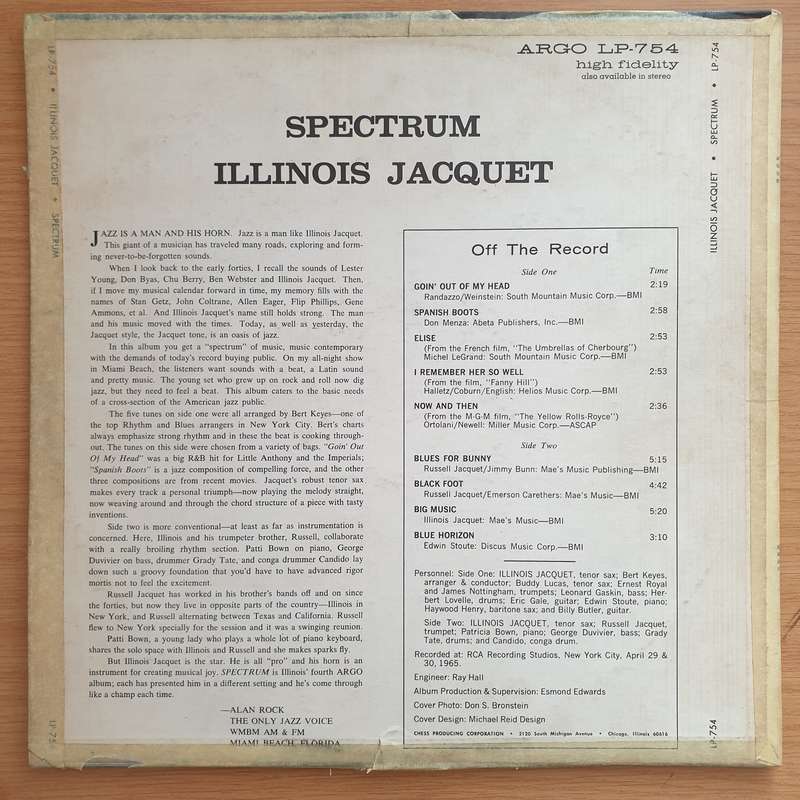 ARGO LP-754
high fidelity
also available in stereo
SPECTRUM
ILLINOIS JACQUET
JAZZ IS A MAN AND HIS HORN. Jazz is a man like Illinois Jacquet.
This giant of a musician has traveled many roads, exploring and form-
ing never-to-be-forgotten sounds.
When I look back to the early forties, I recall the sounds of Lester
Young, Don Byas, Chu Berry, Ben Webster and Illinois Jacquet. Then,
if I move my musical calendar forward in time, my memory fills with the
names of Stan Getz, John Coltrane, Allen Eager, Flip Phillips, Gene
Ammons, et al. And Illinois Jacquet's name still holds strong. The man
and his music moved with the times. Today, as well as yesterday, the
Jacquet style, the Jacquet tone, is an oasis of jazz.
In this album you get a "spectrum" of music, music contemporary
with the demands of today's record buying public. On my all-night show
in Miami Beach, the listeners want sounds with a beat, a Latin sound
and pretty music. The young set who grew up on rock and roll now dig
jazz, but they need to feel a beat. This album caters to the basic needs
of a cross-section of the American jazz public.
The five tunes on side one were all arranged by Bert Keyes—one of
the top Rhythm and Blues arrangers in New York City. Bert's charts
always emphasize strong rhythm and in these the beat is cooking through-
out. The tunes on this side were chosen from a variety of bags. "Goin' Out
Of My Head" was a big R&B hit for Little Anthony and the Imperials;
"Spanish Boots" is a jazz composition of compelling force, and the other
three compositions are from recent movies. Jacquet's robust tenor sax
makes every track a personal triumph—now playing the melody straight,
now weaving around and through the chord structure of a piece with tasty
inventions.
Side two is more conventional—at least as far as instrumentation is
concerned. Here, Illinois and his trumpeter brother, Russell, collaborate
with a really broiling rhythm section. Patti Bown on piano, George
Duvivier on bass, drummer Grady Tate, and conga drummer Candido lay
down such a groovy foundation that you'd have to have advanced rigor
mortis not to feel the excitement.
Russell Jacquet has worked in his brother's bands off and on since
the forties, but now they live in opposite parts of the country—Illinois in
New York, and Russell alternating between Texas and California. Russell
flew to New York specially for the session and it was a swinging reunion.
Patti Bown, a young lady who plays a whole lot of piano keyboard,
shares the solo space with Illinois and Russell and she makes sparks fly.
But Illinois Jacquet is the star. He is all "pro" and his horn is an
instrument for creating musical joy. SPECTRUM is Illinois' fourth ARGO
album; each has presented him in a different setting and he's come through
like a champ each time.
—ALAN ROCK
THE ONLY JAZZ VOICE
WMBM AM & FM
MIAMI BEACH, FLORIDA
Off The Record
Side One Time
GOIN' OUT OF MY HEAD 2:19
Randazzo/Weinstein: South Mountain Music Corp.—BMI
SPANISH BOOTS 2:58
Don Menza: Abeta Publishers, Inc.—BMI
ELISE 2:53
(From the French film, "The Umbrellas of Cherbourg")
Michel LeGrand: South Mountain Music Corp.—BMI
I REMEMBER HER SO WELL 2:53
(From the film, "Fanny Hill")
Halletz/Coburn/English: Helios Music Corp.—BMI
NOW AND THEN 2:36
(From the M-G-M film, "The Yellow Rolls-Royce")
Ortolani/Newell: Miller Music Corp.—ASCAP
Side Two
BLUES FOR BUNNY 5:15
Russell Jacquet/Jimmy Bunn: Mae's Music Publishing—BMI
BLACK FOOT 4:42
Russell Jacquet/Emerson Carethers: Mae's Music—BMI
BIG MUSIC 5:20
Illinois Jacquet: Mae's Music—BMI
BLUE HORIZON 3:10
Edwin Stoute: Discus Music Corp.—BMI
Personnel: Side One: ILLINOIS JACQUET, tenor sax; Bert Keyes,
arranger & conductor; Buddy Lucas, tenor sax; Ernest Royal
and James Nottingham, trumpets; Leonard Gaskin, bass; Her-
bert Lovelle, drums; Eric Gale, guitar; Edwin Stoute, piano;
Haywood Henry, baritone sax; and Billy Butler, guitar.
Side Two: ILLINOIS JACQUET, tenor sax; Russell Jacquet,
trumpet; Patricia Bown, piano; George Duvivier, bass; Grady
Tate, drums; and Candido, conga drum.
Recorded at: RCA Recording Studios, New York City, April 29 &
30, 1965.
Engineer: Ray Hall
Album Production & Supervision: Esmond Edwards
Cover Photo: Don S. Bronstein
Cover Design: Michael Reid Design
CHESS PRODUCING CORPORATION • 2120 South Michigan Avenue • Chicago, Illinois 60616
LP-754 • ILLINOIS JACQUET • SPECTRUM
LP-75
ILLINOIS JACQUET • SPECTRUM • LP-754
LP-754